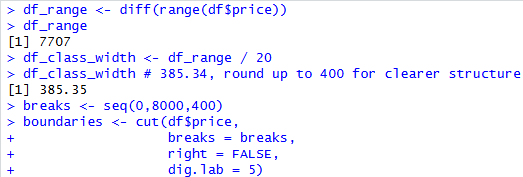 > df_range <- diff(range(df$price))
> df_range
[1] 7707
> df_class_width <- df_range / 20
> df_class_width # 385.34, round up to 400 for clearer structure
[1] 385.35
> breaks <- seq(0,8000,400)
> boundaries <- cut(df$price,
+                   breaks = breaks,
+                   right = FALSE,
+                   dig.lab = 5)